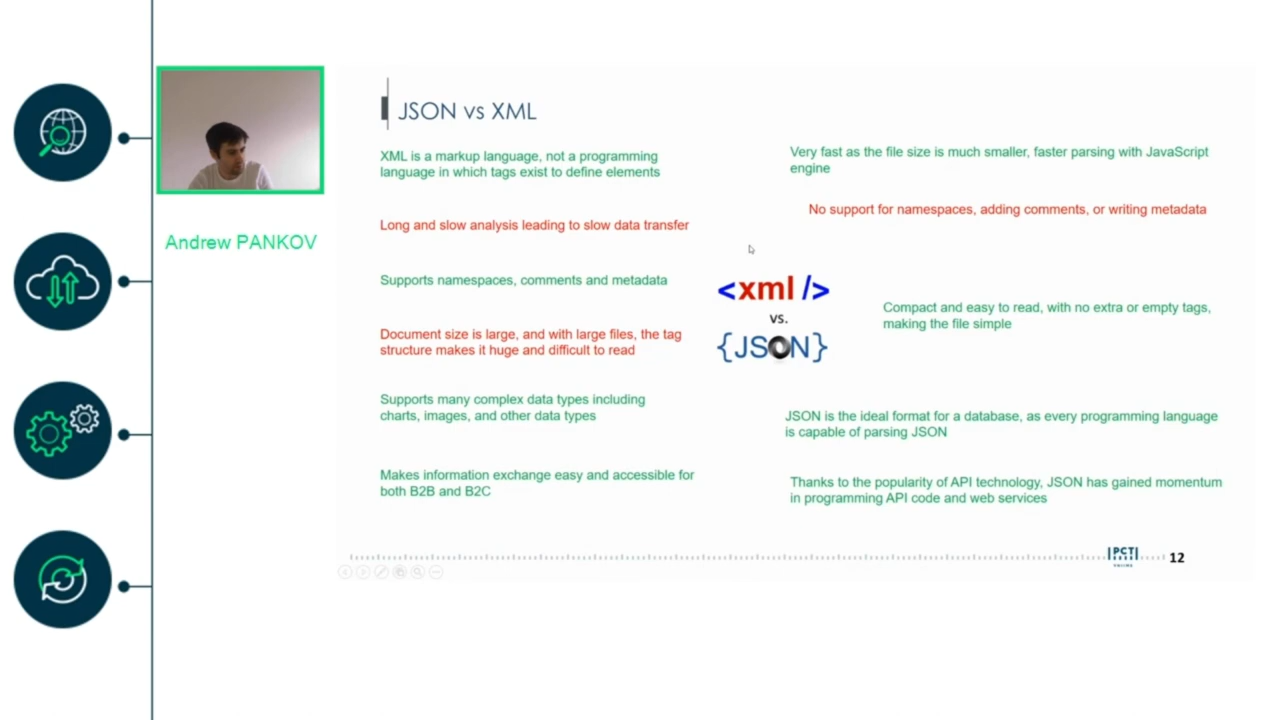 Andrew PANKOV
JSON vs XML
XML is a markup language, not a programming
language in which tags exist to define elements
Long and slow analysis leading to slow data transfer
Supports namespaces, comments and metadata
Document size is large, and with large files, the tag
structure makes it huge and difficult to read
Supports many complex data types including
charts, images, and other data types
Makes information exchange easy and accessible for
both B2B and B2C
<xml />
vs.
{JSON}
Very fast as the file size is much smaller, faster parsing with JavaScript
engine
No support for namespaces, adding comments, or writing metadata
Compact and easy to read, with no extra or empty tags,
making the file simple
JSON is the ideal format for a database, as every programming language
is capable of parsing JSON
Thanks to the popularity of API technology, JSON has gained momentum
in programming API code and web services
PCT
12